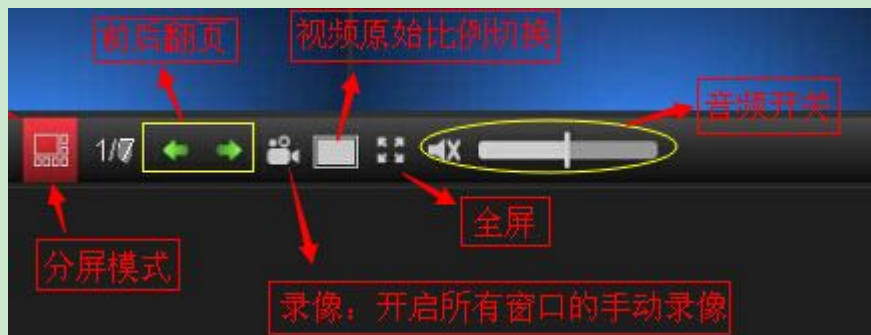 前后翻页
视频原始比例切换
音频开关
1/7
全屏
分屏模式
录像：开启所有窗口的手动录像